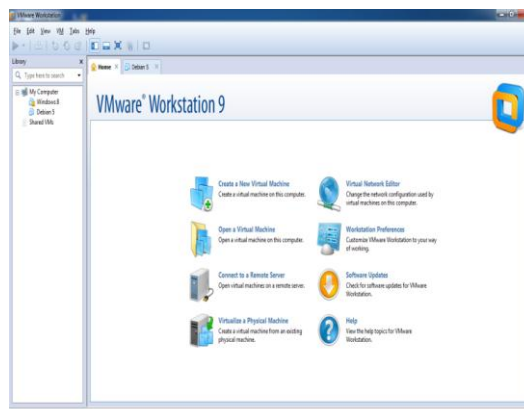 VMware Workstation
File Edit View VM Tabs Help
Library
Type here to search
My Computer
Windows 8
Debian 5
Shared VMs
Home
Debian 5
VMware® Workstation 9
Create a New Virtual Machine
Create a virtual machine on this computer.
Open a Virtual Machine
Open a virtual machine on this computer.
Connect to a Remote Server
Open virtual machines on a remote server.
Virtualize a Physical Machine
Create a virtual machine from an existing
physical machine.
Virtual Network Editor
Change the network configuration used by
virtual machines on this computer.
Workstation Preferences
Customize VMware Workstation to your way
of working.
Software Updates
Check for software updates for VMware
Workstation.
Help
View the help topics for VMware
Workstation.